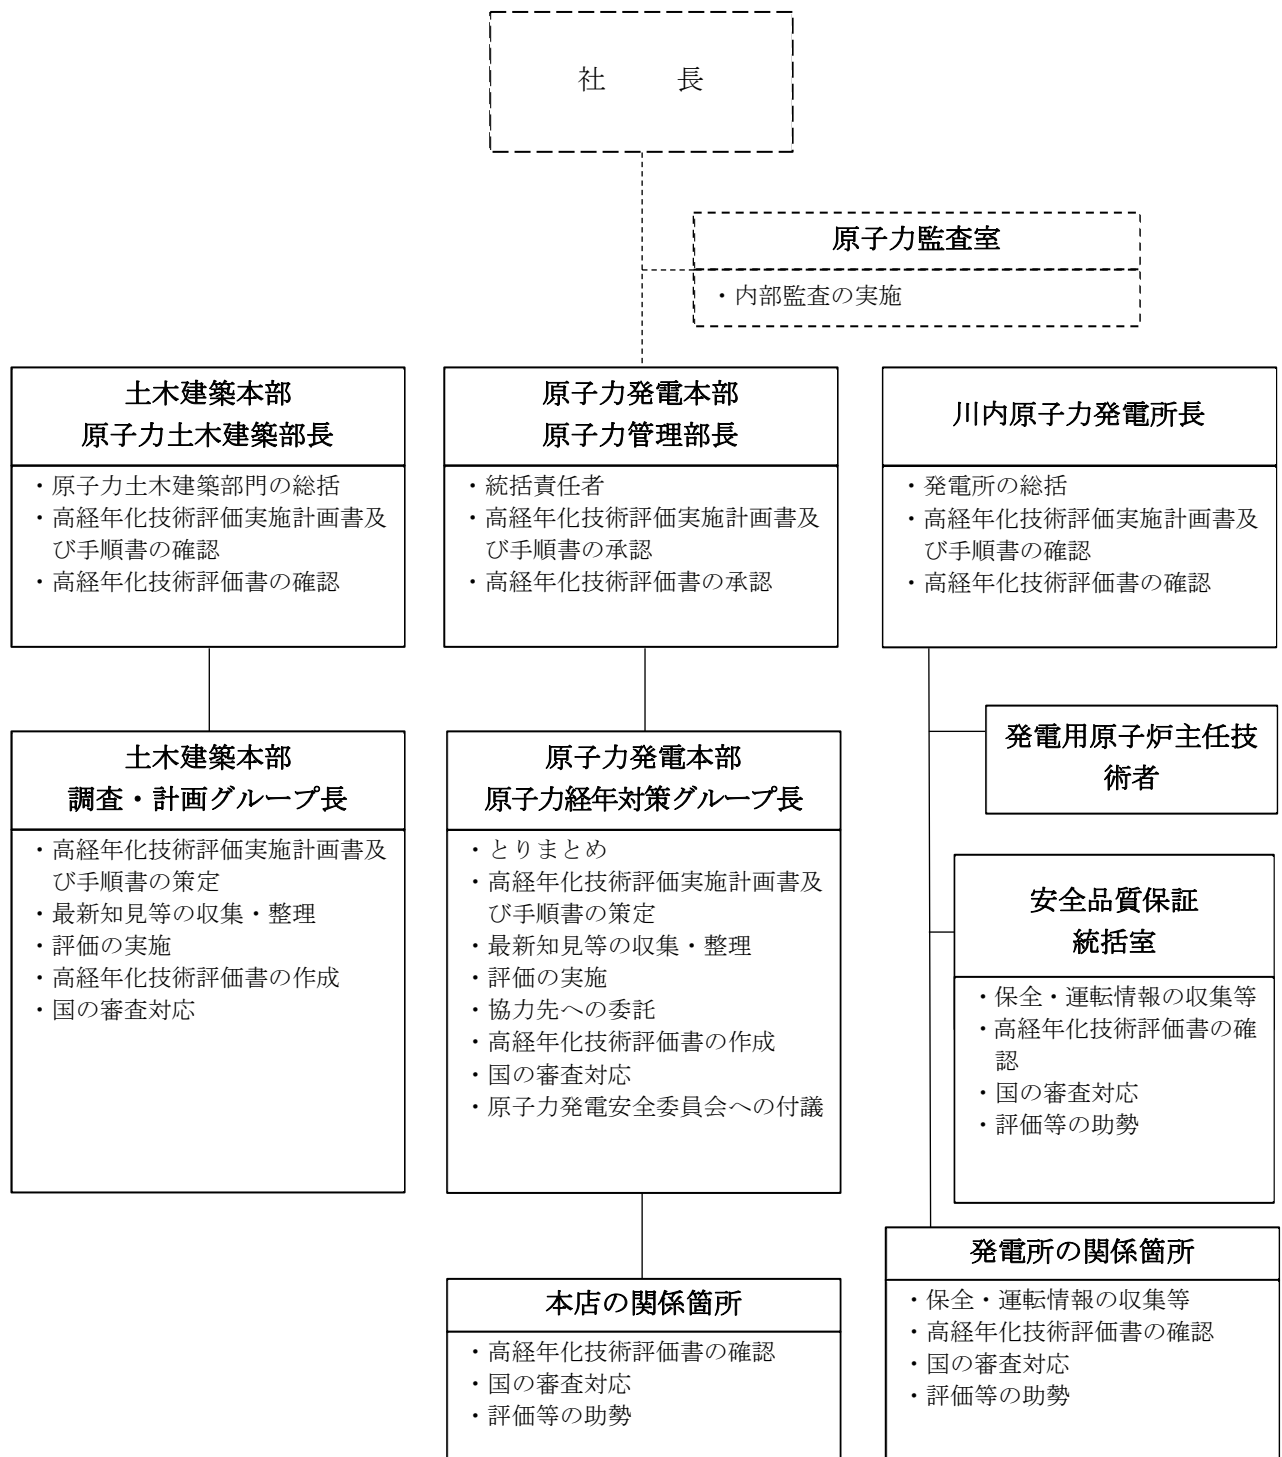 社　長
原子力監査室
・内部監査の実施
土木建築本部
原子力土木建築部長
・原子力土木建築部門の総括
・高経年化技術評価実施計画書及
び手順書の確認
・高経年化技術評価書の確認
原子力発電本部
原子力管理部長
・統括責任者
・高経年化技術評価実施計画書及
び手順書の承認
・高経年化技術評価書の承認
川内原子力発電所長
・発電所の総括
・高経年化技術評価実施計画書及
び手順書の確認
・高経年化技術評価書の確認
土木建築本部
調査・計画グループ長
・高経年化技術評価実施計画書及
び手順書の策定
・最新知見等の収集・整理
・評価の実施
・高経年化技術評価書の作成
・国の審査対応
原子力発電本部
原子力経年対策グループ長
・とりまとめ
・高経年化技術評価実施計画書及
び手順書の策定
・最新知見等の収集・整理
・評価の実施
・協力先への委託
・高経年化技術評価書の作成
・国の審査対応
・原子力発電安全委員会への付議
発電用原子炉主任技
術者
安全品質保証
統括室
・保全・運転情報の収集等
・高経年化技術評価書の確
認
・国の審査対応
・評価等の助勢
本店の関係箇所
・高経年化技術評価書の確認
・国の審査対応
・評価等の助勢
発電所の関係箇所
・保全・運転情報の収集等
・高経年化技術評価書の確認
・国の審査対応
・評価等の助勢